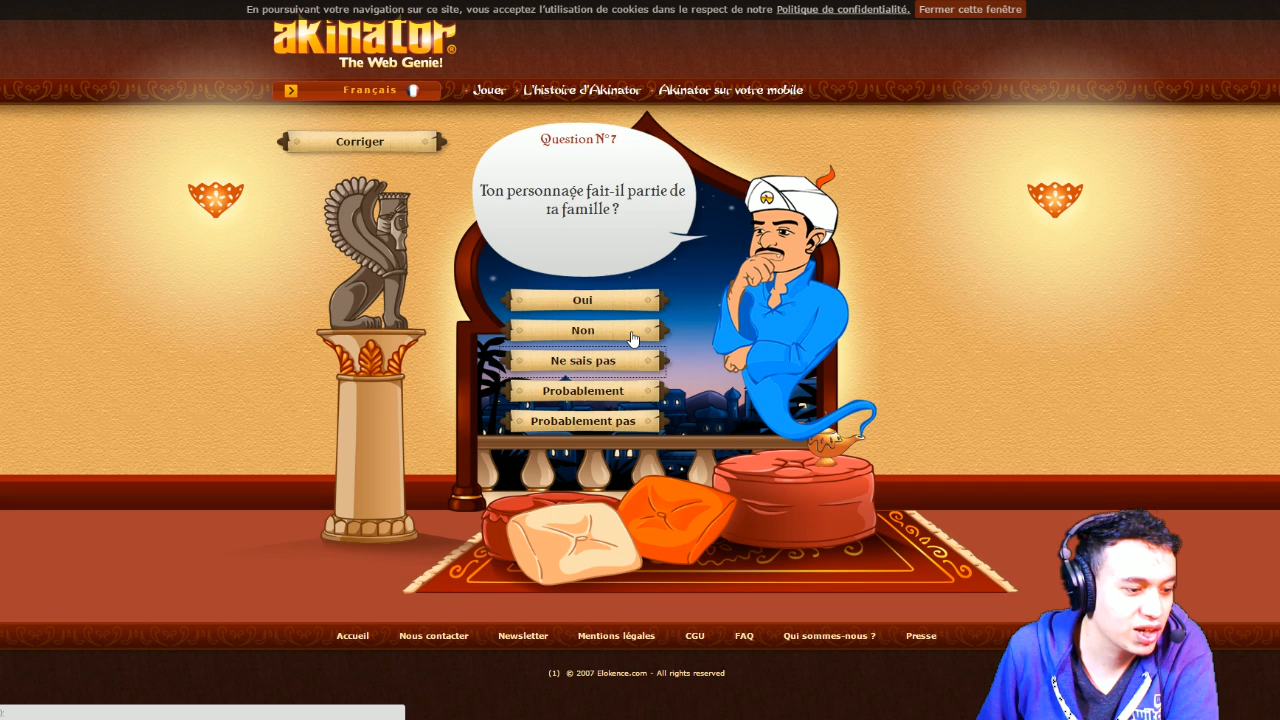 En poursuivant votre navigation sur ce site, vous acceptez l'utilisation de cookies dans le respect de notre Politique de confidentialité. Fermer cette fenêtre
akinator®
The Web Genie!
Français
Jouer
L'histoire d'Akinator
Akinator sur votre mobile
Corriger
Question N°7
Ton personnage fait-il partie de
ta famille ?
Oui
Non
Ne sais pas
Probablement
Probablement pas
Accueil
Nous contacter
Newsletter
Mentions légales
CGU
FAQ
Qui sommes-nous ?
Presse
(1) © 2007 Elokence.com - All rights reserved